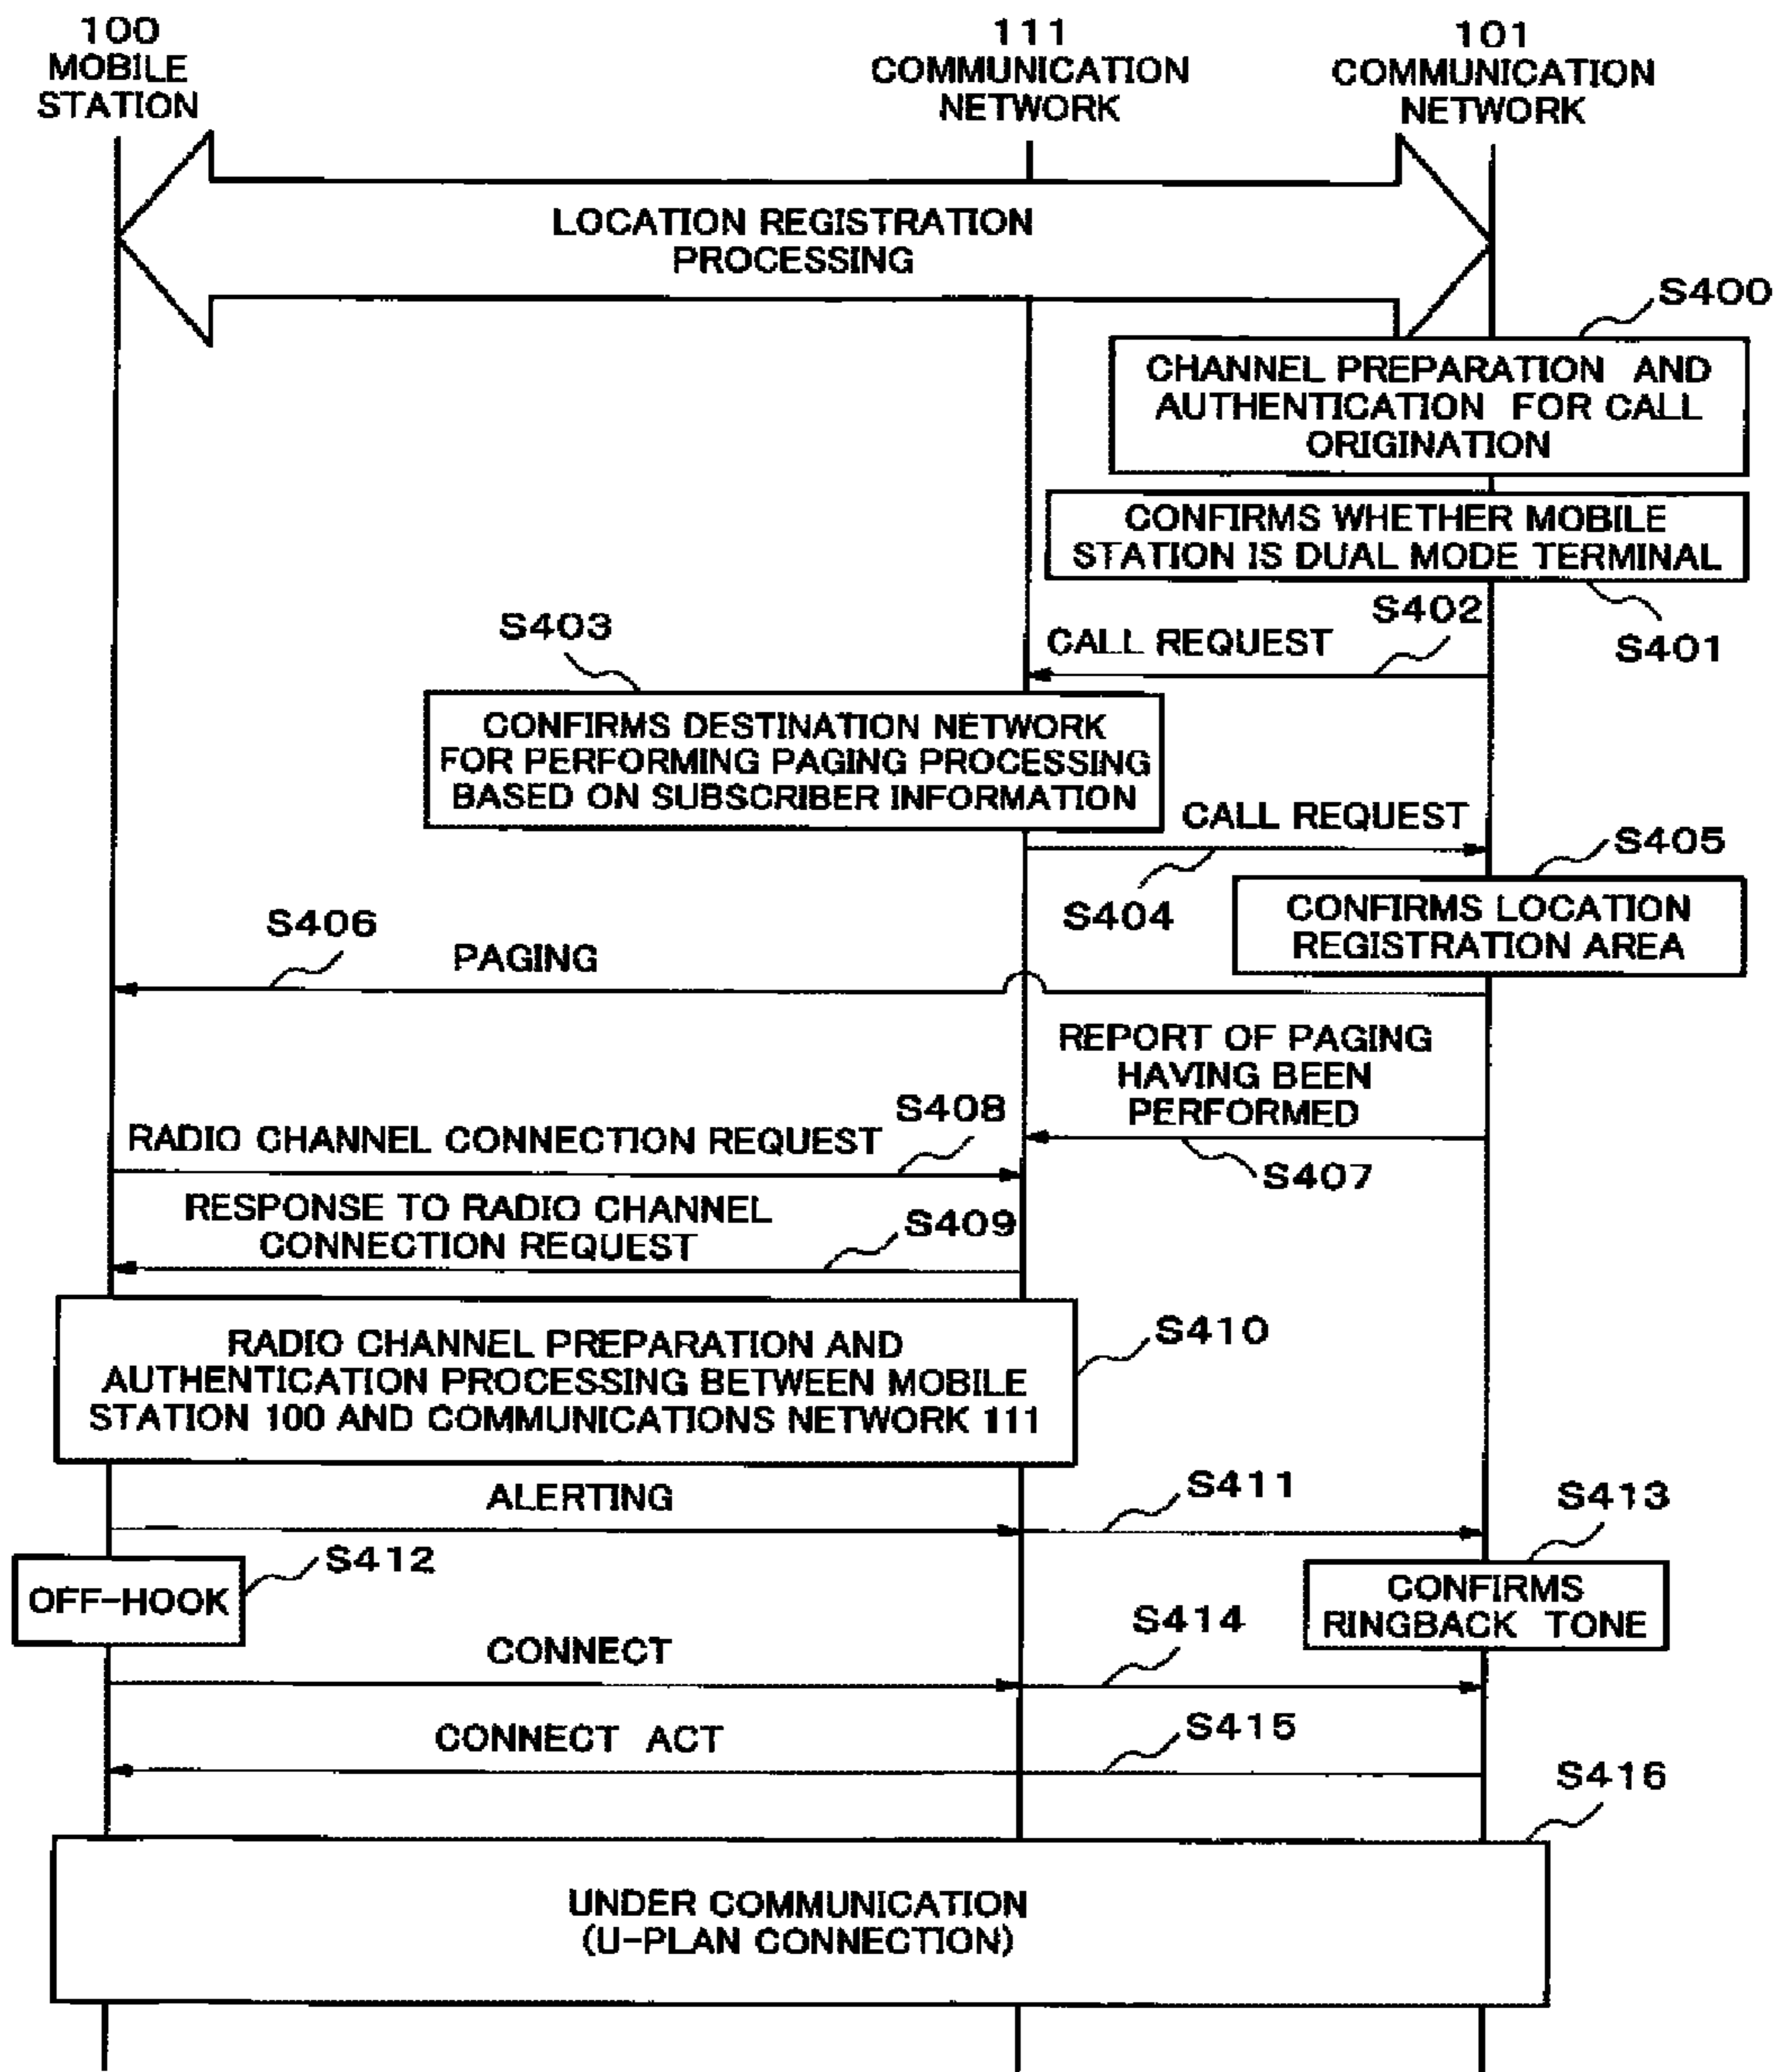 100
MOBILE
STATION
111
COMMUNICATION
NETWORK
101
COMMUNICATION
NETWORK
LOCATION REGISTRATION
PROCESSING
S400
CHANNEL PREPARATION AND
AUTHENTICATION FOR CALL
ORIGINATION
CONFIRMS WHETHER MOBILE
STATION IS DUAL MODE TERMINAL
S401
S402
CALL REQUEST
S403
CONFIRMS DESTINATION NETWORK
FOR PERFORMING PAGING PROCESSING
BASED ON SUBSCRIBER INFORMATION
CALL REQUEST
S404
S405
CONFIRMS LOCATION
REGISTRATION AREA
S406
PAGING
REPORT OF PAGING
HAVING BEEN
PERFORMED
S407
S408
RADIO CHANNEL CONNECTION REQUEST
RESPONSE TO RADIO CHANNEL
CONNECTION REQUEST
S409
RADIO CHANNEL PREPARATION AND
AUTHENTICATION PROCESSING BETWEEN MOBILE
STATION 100 AND COMMUNICATIONS NETWORK 111
S410
ALERTING
S411
S412
OFF-HOOK
S413
CONFIRMS
RINGBACK TONE
CONNECT
S414
CONNECT ACT
S415
S416
UNDER COMMUNICATION
(U-PLAN CONNECTION)